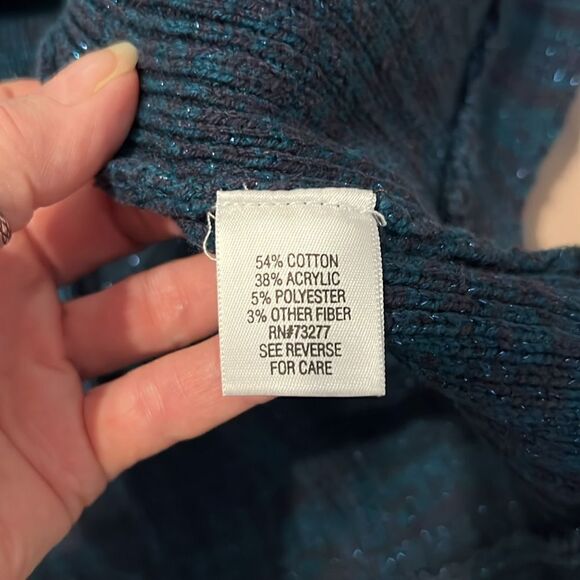 54% COTTON
38% ACRYLIC
5% POLYESTER
3% OTHER FIBER
RN#73277
SEE REVERSE
FOR CARE